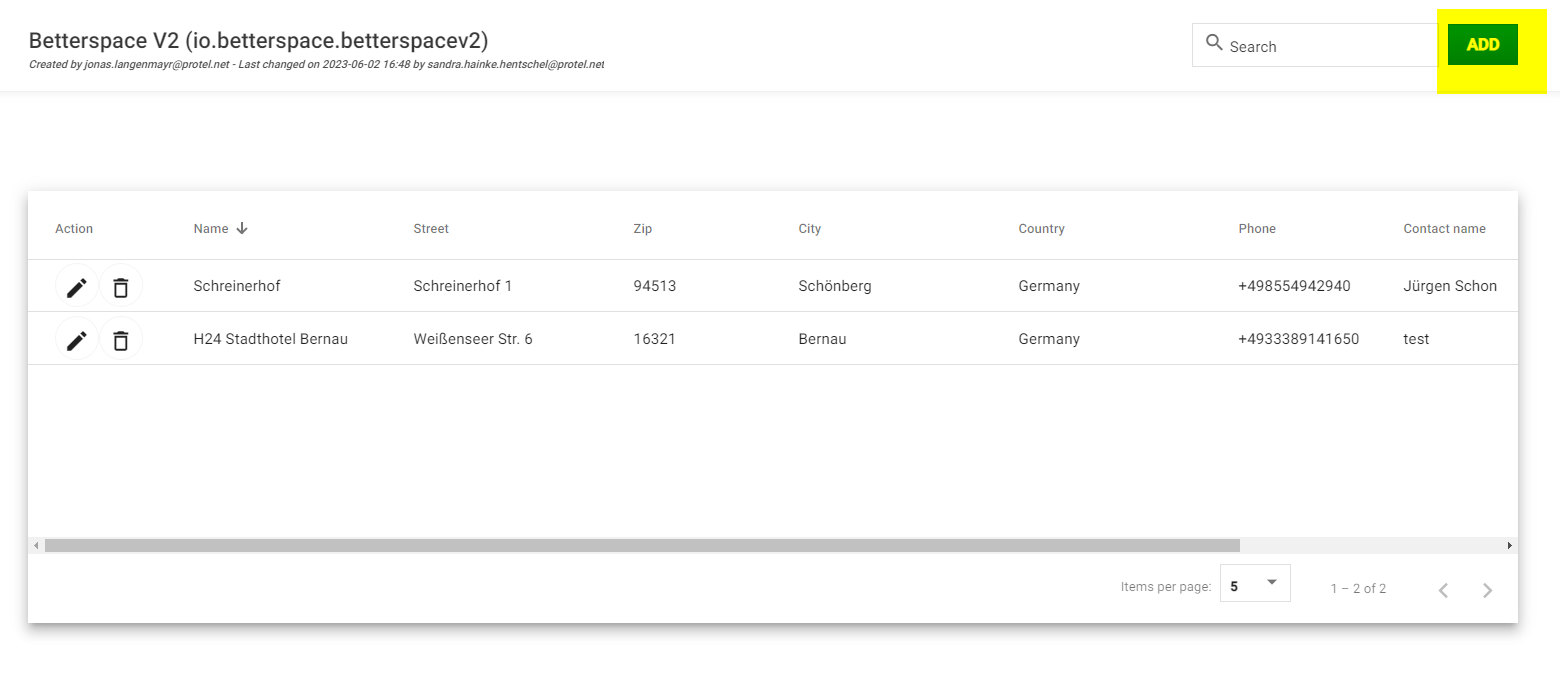 Betterspace V2 (io.betterspace.betterspacev2)
Created by jonas.langenmayr@protel.net - Last changed on 2023-06-02 16:48 by sandra.hainke.hentschel@protel.net
Search
ADD
Action Name Street Zip City Country Phone Contact name
Schreinerhof Schreinerhof 1 94513 Schönberg Germany +498554942940 Jürgen Schon
H24 Stadthotel Bernau Weißenseer Str. 6 16321 Bernau Germany +4933389141650 test
Items per page: 5 1 – 2 of 2